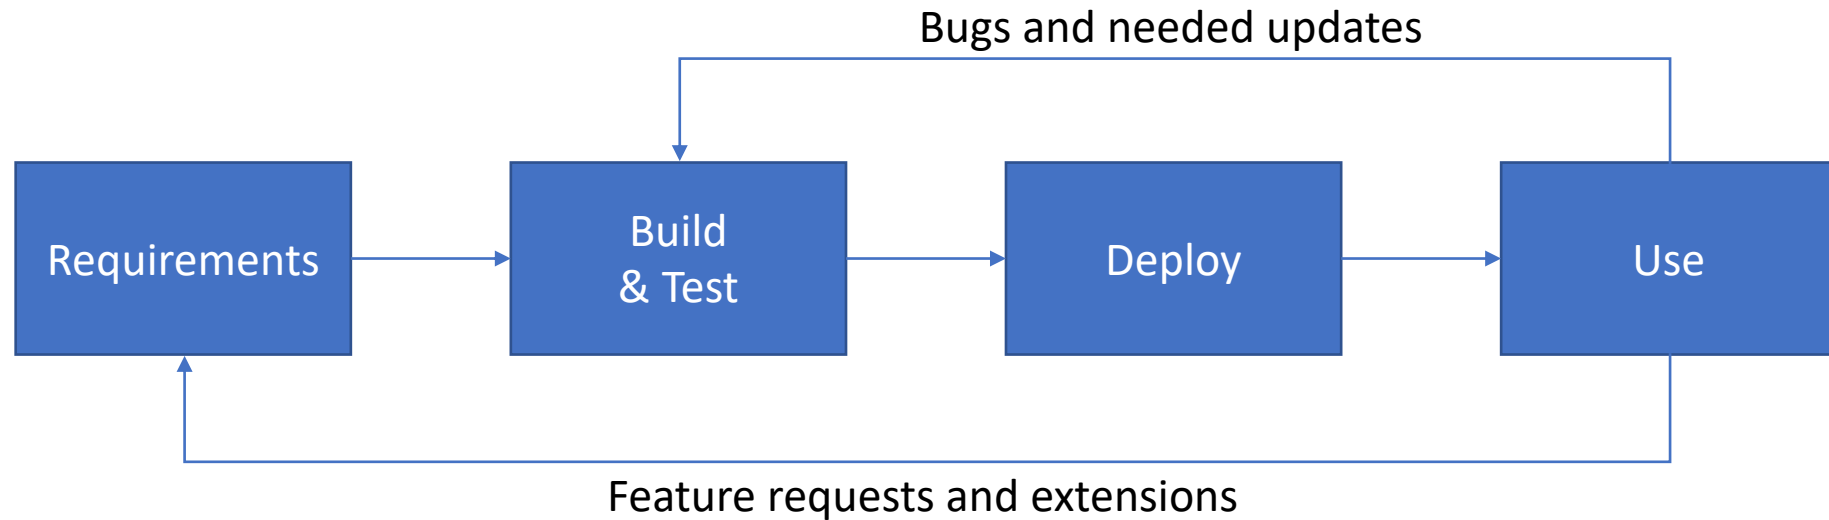 Bugs and needed updates
Requirements
Build
& Test
Deploy
Use
Feature requests and extensions